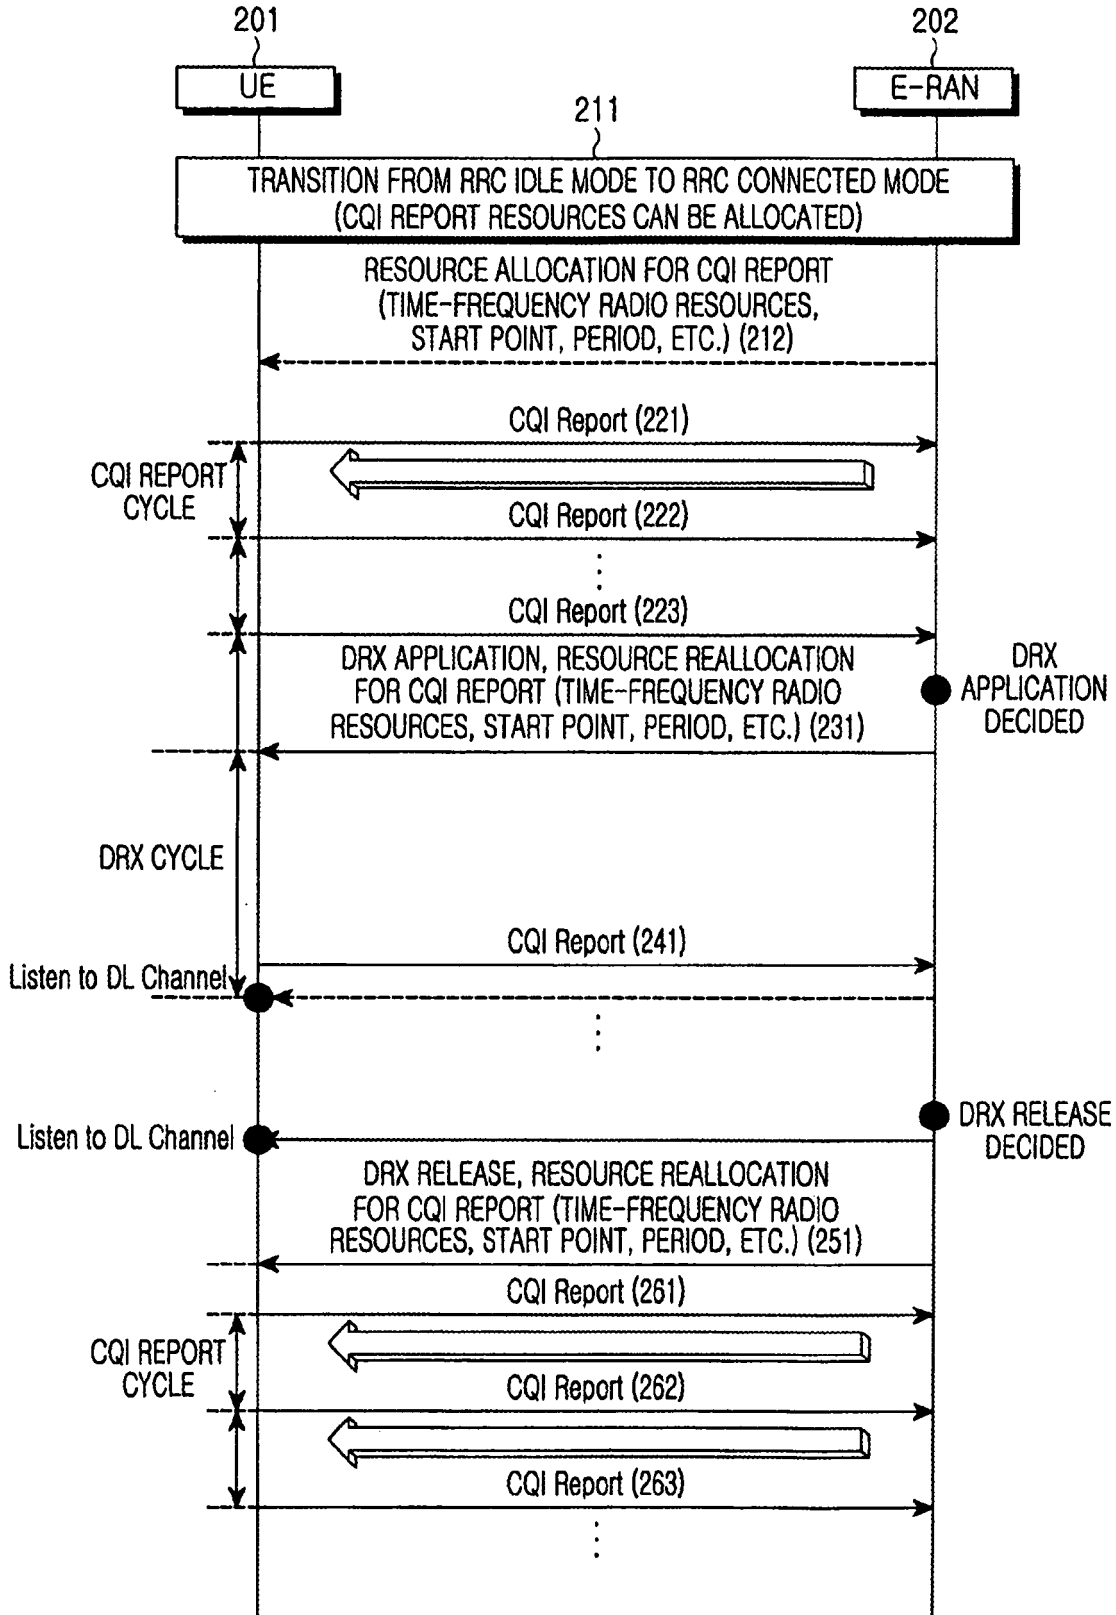 201
202
UE
E-RAN
211
TRANSITION FROM RRC IDLE MODE TO RRC CONNECTED MODE
(CQI REPORT RESOURCES CAN BE ALLOCATED)
RESOURCE ALLOCATION FOR CQI REPORT
(TIME-FREQUENCY RADIO RESOURCES,
START POINT, PERIOD, ETC.) (212)
CQI Report (221)
CQI REPORT
CYCLE
CQI Report (222)
CQI Report (223)
DRX APPLICATION, RESOURCE REALLOCATION
FOR CQI REPORT (TIME-FREQUENCY RADIO
RESOURCES, START POINT, PERIOD, ETC.) (231)
DRX
APPLICATION
DECIDED
DRX CYCLE
CQI Report (241)
Listen to DL Channel
DRX RELEASE
DECIDED
Listen to DL Channel
DRX RELEASE, RESOURCE REALLOCATION
FOR CQI REPORT (TIME-FREQUENCY RADIO
RESOURCES, START POINT, PERIOD, ETC.) (251)
CQI Report (261)
CQI REPORT
CYCLE
CQI Report (262)
CQI Report (263)